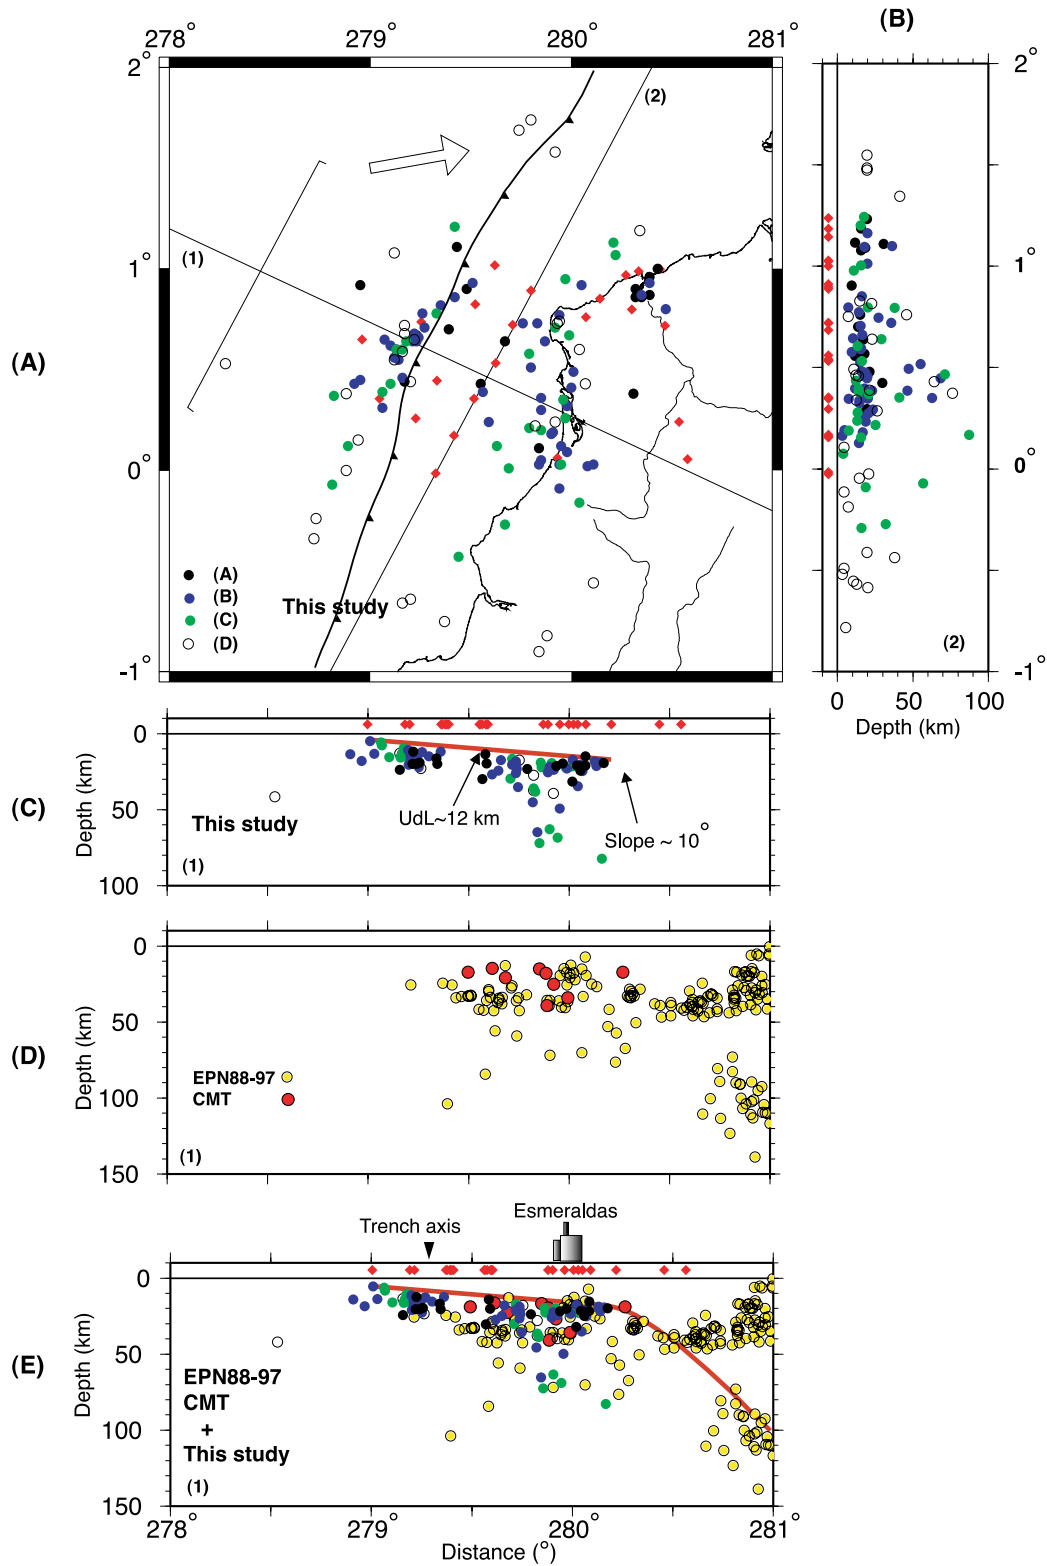 278° 279° 280° 281°
(B)
2°
1°
0°
-1°
(A)
(1)
(2)
(A)
(B)
(C)
(D)
This study
2°
1°
0°
-1°
(2)
0 50 100
Depth (km)
(C)
0
50
100
Depth (km)
UdL~12 km
Slope ~ 10°
This study
(1)
(D)
0
50
100
150
Depth (km)
EPN88-97
CMT
(1)
Esmeraldas
Trench axis
(E)
0
50
100
150
Depth (km)
EPN88-97
CMT
+
This study
(1)
278° 279° 280° 281°
Distance (°)